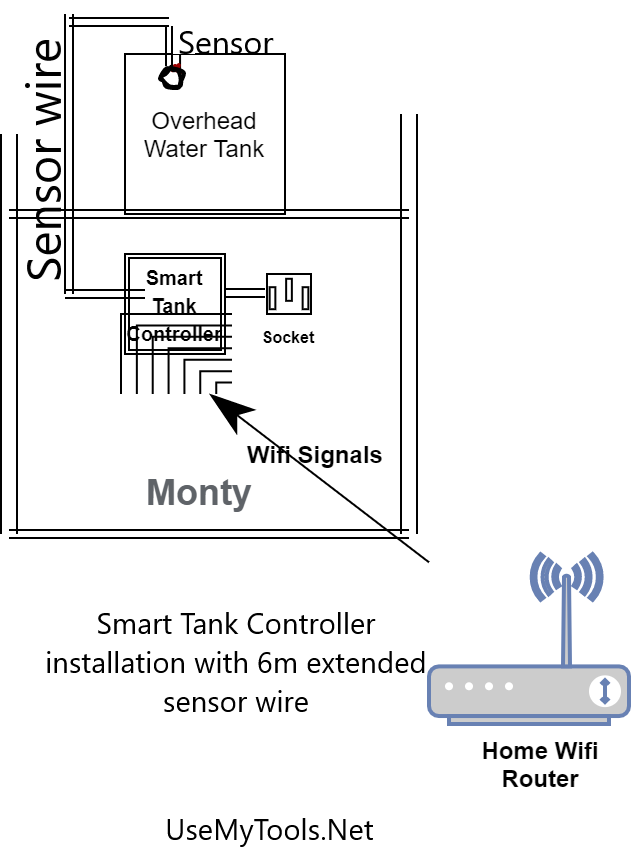 Sensor
Sensor wire
Overhead
Water Tank
Smart
Tank
Controller
Socket
Wifi Signals
Monty
Smart Tank Controller
installation with 6m extended
sensor wire
Home Wifi
Router
UseMyTools.Net